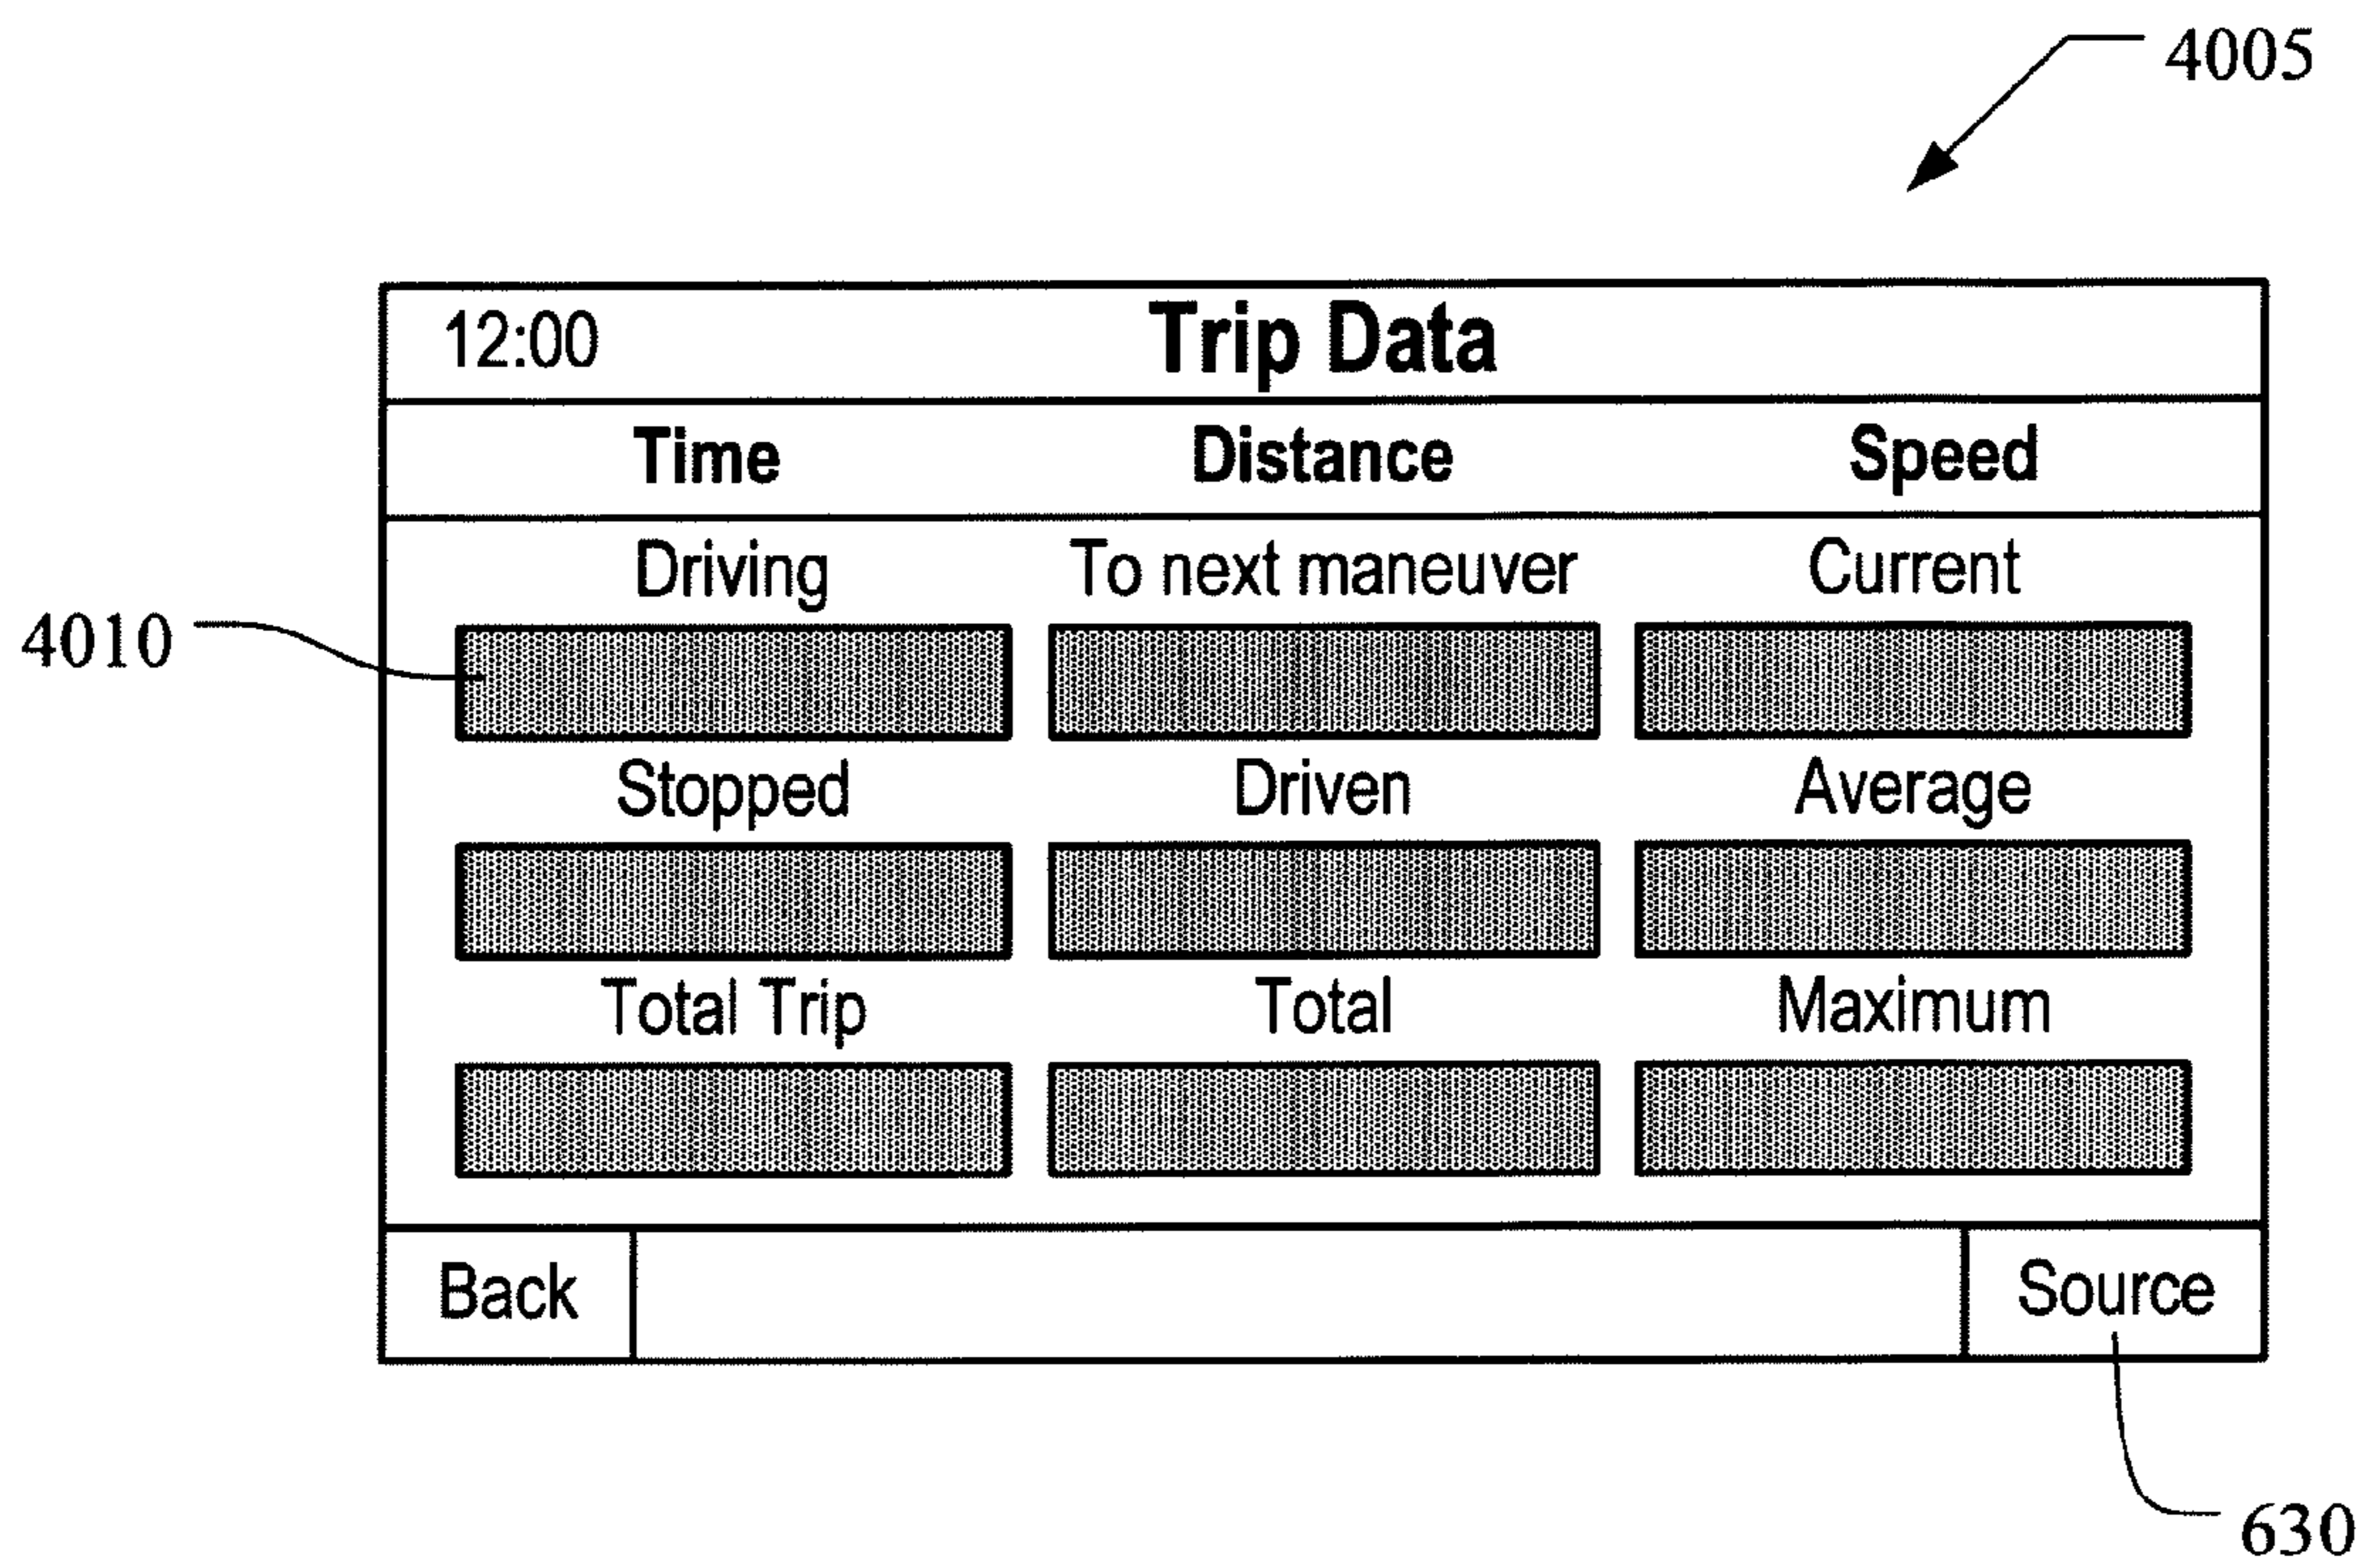 4005
12:00 Trip Data
Time Distance Speed
Driving To next maneuver Current
4010
Stopped Driven Average
Total Trip Total Maximum
Back Source
630